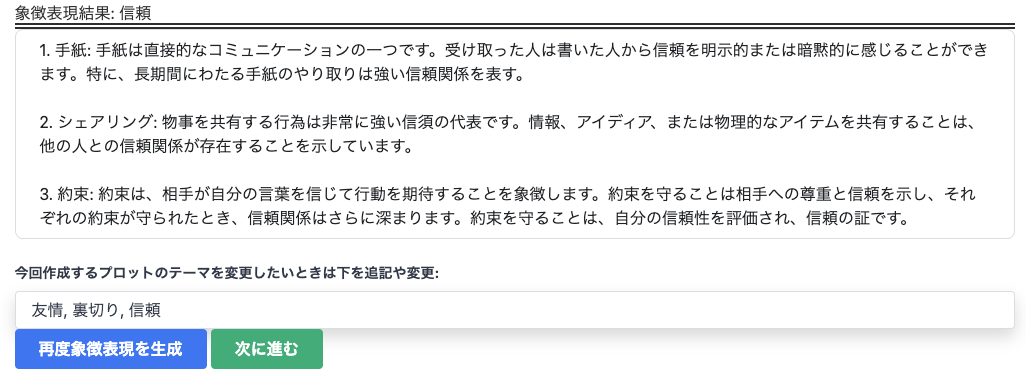 象徴表現結果: 信頼
1. 手紙: 手紙は直接的なコミュニケーションの一つです。受け取った人は書いた人から信頼を明示的または暗黙的に感じることができ
ます。特に、長期間にわたる手紙のやり取りは強い信頼関係を表す。
2. シェアリング: 物事を共有する行為は非常に強い信須の代表です。情報、アイディア、または物理的なアイテムを共有することは、
他の人との信頼関係が存在することを示しています。
3. 約束: 約束は、相手が自分の言葉を信じて行動を期待することを象徴します。約束を守ることは相手への尊重と信頼を示し、それ
ぞれの約束が守られたとき、信頼関係はさらに深まります。約束を守ることは、自分の信頼性を評価され、信頼の証です。
今回作成するプロットのテーマを変更したいときは下を追記や変更:
友情, 裏切り, 信頼
再度象徴表現を生成 次に進む